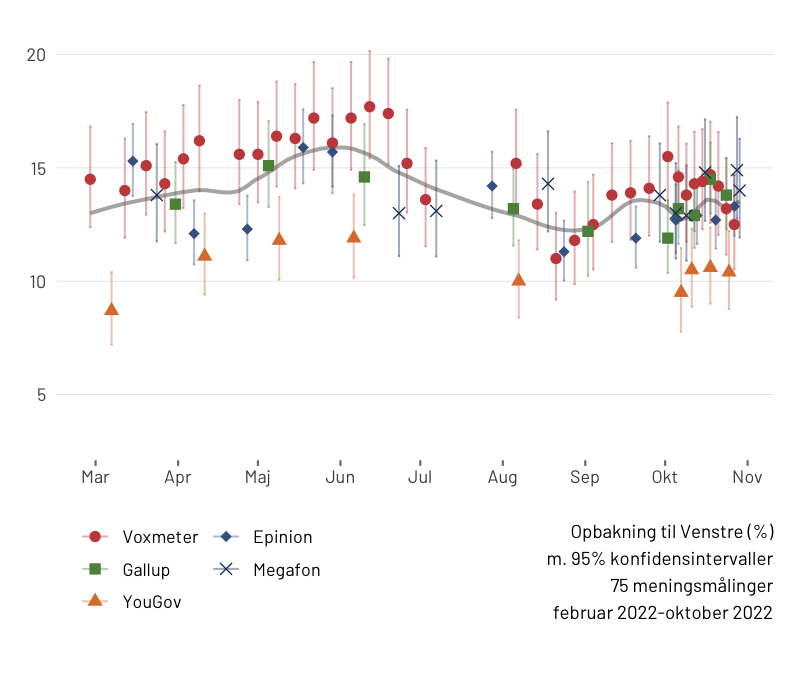 20
15
10
5
Mar Apr Maj Jun Jul Aug Sep Okt Nov
Voxmeter Epinion
Gallup Megafon
YouGov
Opbakning til Venstre (%)
m. 95% konfidensintervaller
75 meningsmålinger
februar 2022-oktober 2022